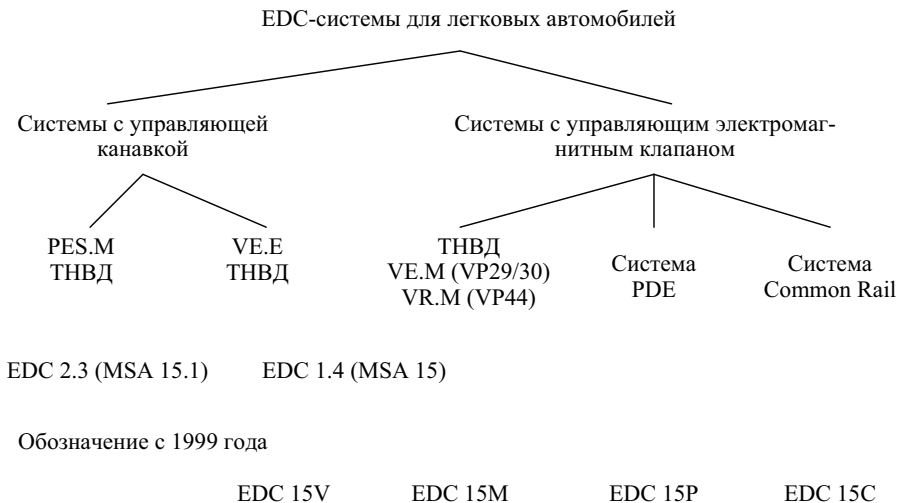 EDC-системы для легковых автомобилей
Системы с управляющей
канавкой
Системы с управляющим электромаг-
нитным клапаном
PES.M
ТНВД
VE.E
ТНВД
ТНВД
VE.M (VP29/30)
VR.M (VP44)
Система
PDE
Система
Common Rail
EDC 2.3 (MSA 15.1)
EDC 1.4 (MSA 15)
Обозначение с 1999 года
EDC 15V
EDC 15M
EDC 15P
EDC 15C